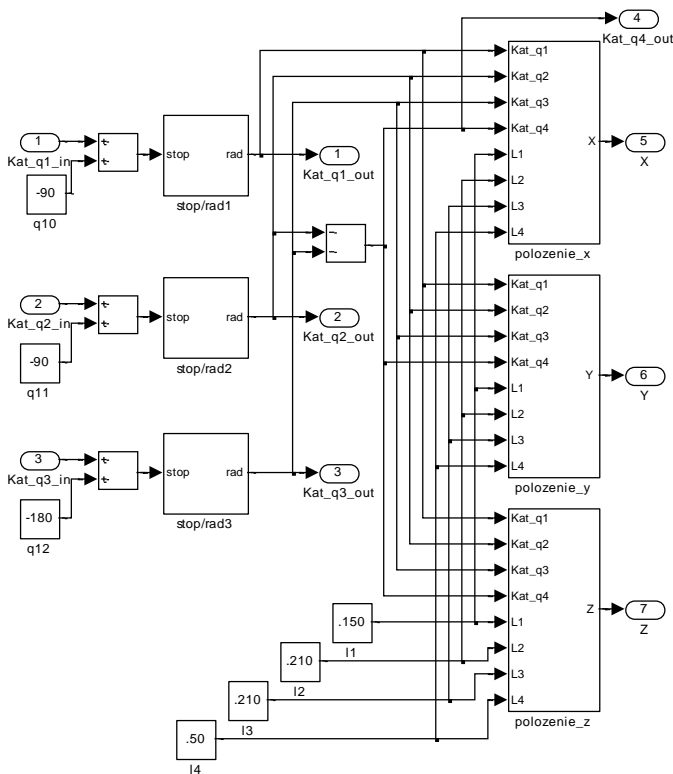 4
Kat_q4_out
Kat_q1
Kat_q2
Kat_q3
Kat_q4
L1
L2
L3
L4
X
polozenie_x
5
X
1
Kat_q1_in
-90
q10
+
+
stop
rad
stop/rad1
1
Kat_q1_out
−
−
2
Kat_q2_in
-90
q11
+
+
stop
rad
stop/rad2
2
Kat_q2_out
Kat_q1
Kat_q2
Kat_q3
Kat_q4
L1
L2
L3
L4
Y
polozenie_y
6
Y
3
Kat_q3_in
-180
q12
+
+
stop
rad
stop/rad3
3
Kat_q3_out
Kat_q1
Kat_q2
Kat_q3
Kat_q4
L1
L2
L3
L4
Z
polozenie_z
7
Z
.150
l1
.210
l2
.210
l3
.50
l4